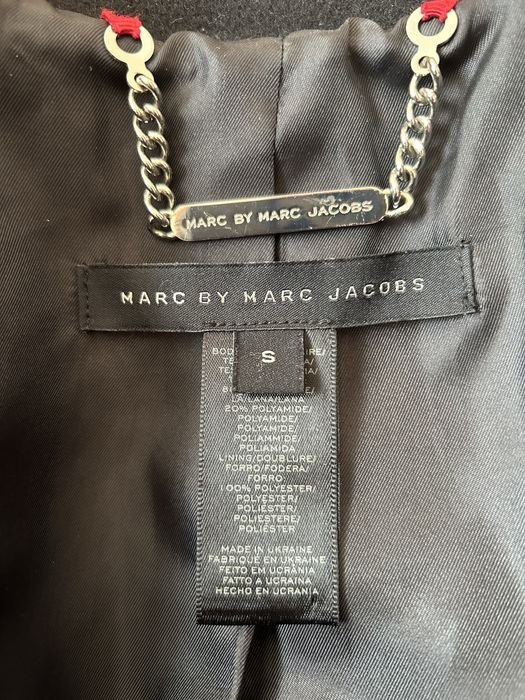 MARC BY MARC JACOBS
MARC BY MARC JACOBS
S
LA/LANA/LANA
20% POLYAMIDE/
POLYAMIDE/
POLYAMIDE/
POLIAMMIDE/
POLIAMIDA
LINING/DOUBLURE/
FORRO/FODERA/
FORRO
100% POLYESTER/
POLYESTER/
POLIÉSTER/
POLIESTERE/
POLIÉSTER
MADE IN UKRAINE
FABRIQUÉ EN UKRAINE
FEITO EM UCRÂNIA
FATTO A UCRAINA
HECHO EN UCRANIA